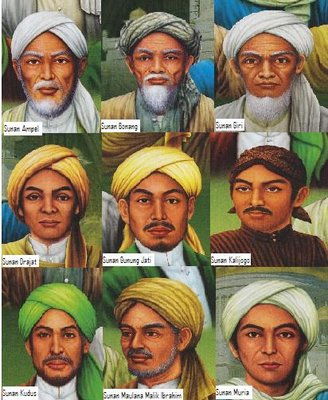 Sunan Ampel
Sunan Bonang
Sunan Giri
Sunan Drajat
Sunan Gunung Jati
Sunan Kalijogo
Sunan Kudus
Sunan Maulana Malik Ibrahim
Sunan Muria